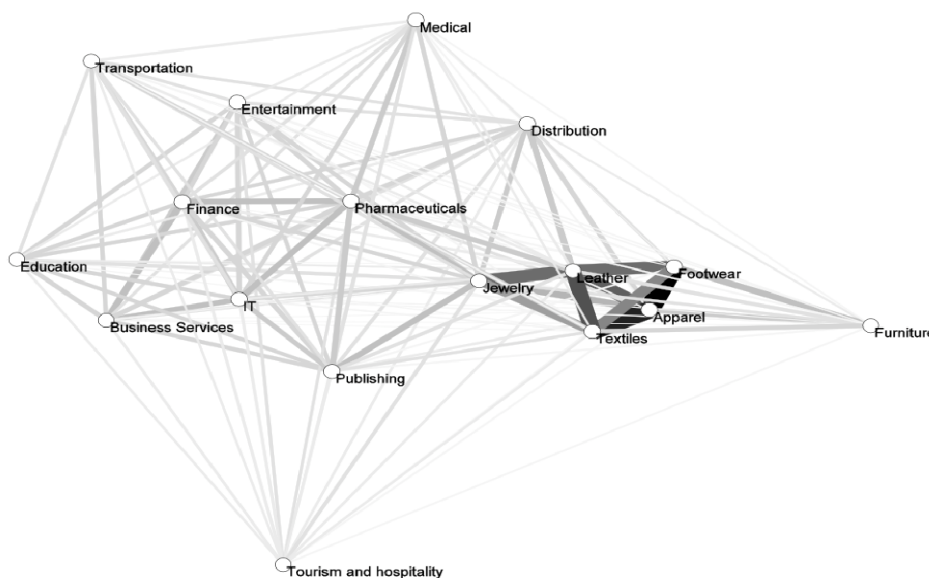 Medical
Transportation
Entertainment
Distribution
Finance
Pharmaceuticals
Education
Jewelry
Leather
Footwear
IT
Business Services
Apparel
Textiles
Furniture
Publishing
Tourism and hospitality